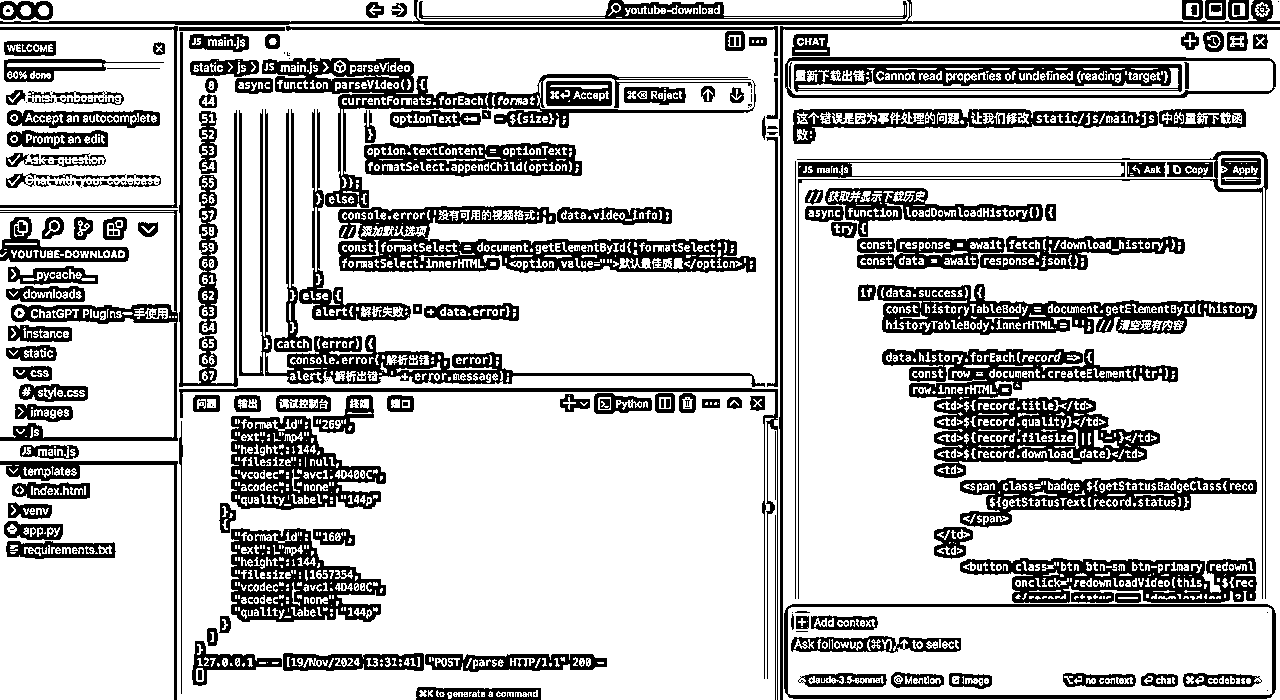 youtube-download
WELCOME
60% done
Finish onboarding
Accept an autocomplete
Prompt an edit
Ask a question
Chat with your codebase
YOUTUBE-DOWNLOAD
__pycache__
downloads
ChatGPT Plugins一手使用...
instance
static
css
# style.css
images
js
JS main.js
templates
index.html
venv
app.py
requirements.txt
JS main.js
static > js > JS main.js > parseVideo
async function parseVideo() {
44 currentFormats.forEach((format)
⌘⏎ Accept ⌘⌫ Reject
51 optionText += ` - ${size}`;
52 }
53 option.textContent = optionText;
54 formatSelect.appendChild(option);
55 });
56 } else {
57 console.error('没有可用的视频格式:', data.video_info);
58 // 添加默认选项
59 const formatSelect = document.getElementById('formatSelect');
60 formatSelect.innerHTML = '<option value="">默认最佳质量</option>';
61 }
62 } else {
63 alert('解析失败: ' + data.error);
64 }
65 } catch (error) {
66 console.error('解析出错:', error);
67 alert('解析出错: ' + error.message);
问题 输出 调试控制台 终端 端口
Python
"format_id": "269",
"ext": "mp4",
"height": 144,
"filesize": null,
"vcodec": "avc1.4D400C",
"acodec": "none",
"quality_label": "144p"
},
{
"format_id": "160",
"ext": "mp4",
"height": 144,
"filesize": 1657354,
"vcodec": "avc1.4D400C",
"acodec": "none",
"quality_label": "144p"
}
]
}
127.0.0.1 - - [19/Nov/2024 13:31:41] "POST /parse HTTP/1.1" 200 -
⌘K to generate a command
CHAT
重新下载出错: Cannot read properties of undefined (reading 'target')
这个错误是因为事件处理的问题。让我们修改 static/js/main.js 中的重新下载函
数:
JS main.js Ask Copy Apply
// 获取并显示下载历史
async function loadDownloadHistory() {
try {
const response = await fetch('/download_history');
const data = await response.json();
if (data.success) {
const historyTableBody = document.getElementById('history
historyTableBody.innerHTML = ''; // 清空现有内容
data.history.forEach(record => {
const row = document.createElement('tr');
row.innerHTML = `
<td>${record.title}</td>
<td>${record.quality}</td>
<td>${record.filesize || '-'}</td>
<td>${record.download_date}</td>
<td>
<span class="badge ${getStatusBadgeClass(reco
${getStatusText(record.status)}
</span>
</td>
<td>
<button class="btn btn-sm btn-primary redownl
onclick="redownloadVideo(this, '${rec
Add context
Ask followup (⌘Y), ↑ to select
claude-3.5-sonnet @ Mention Image
no context chat codebase